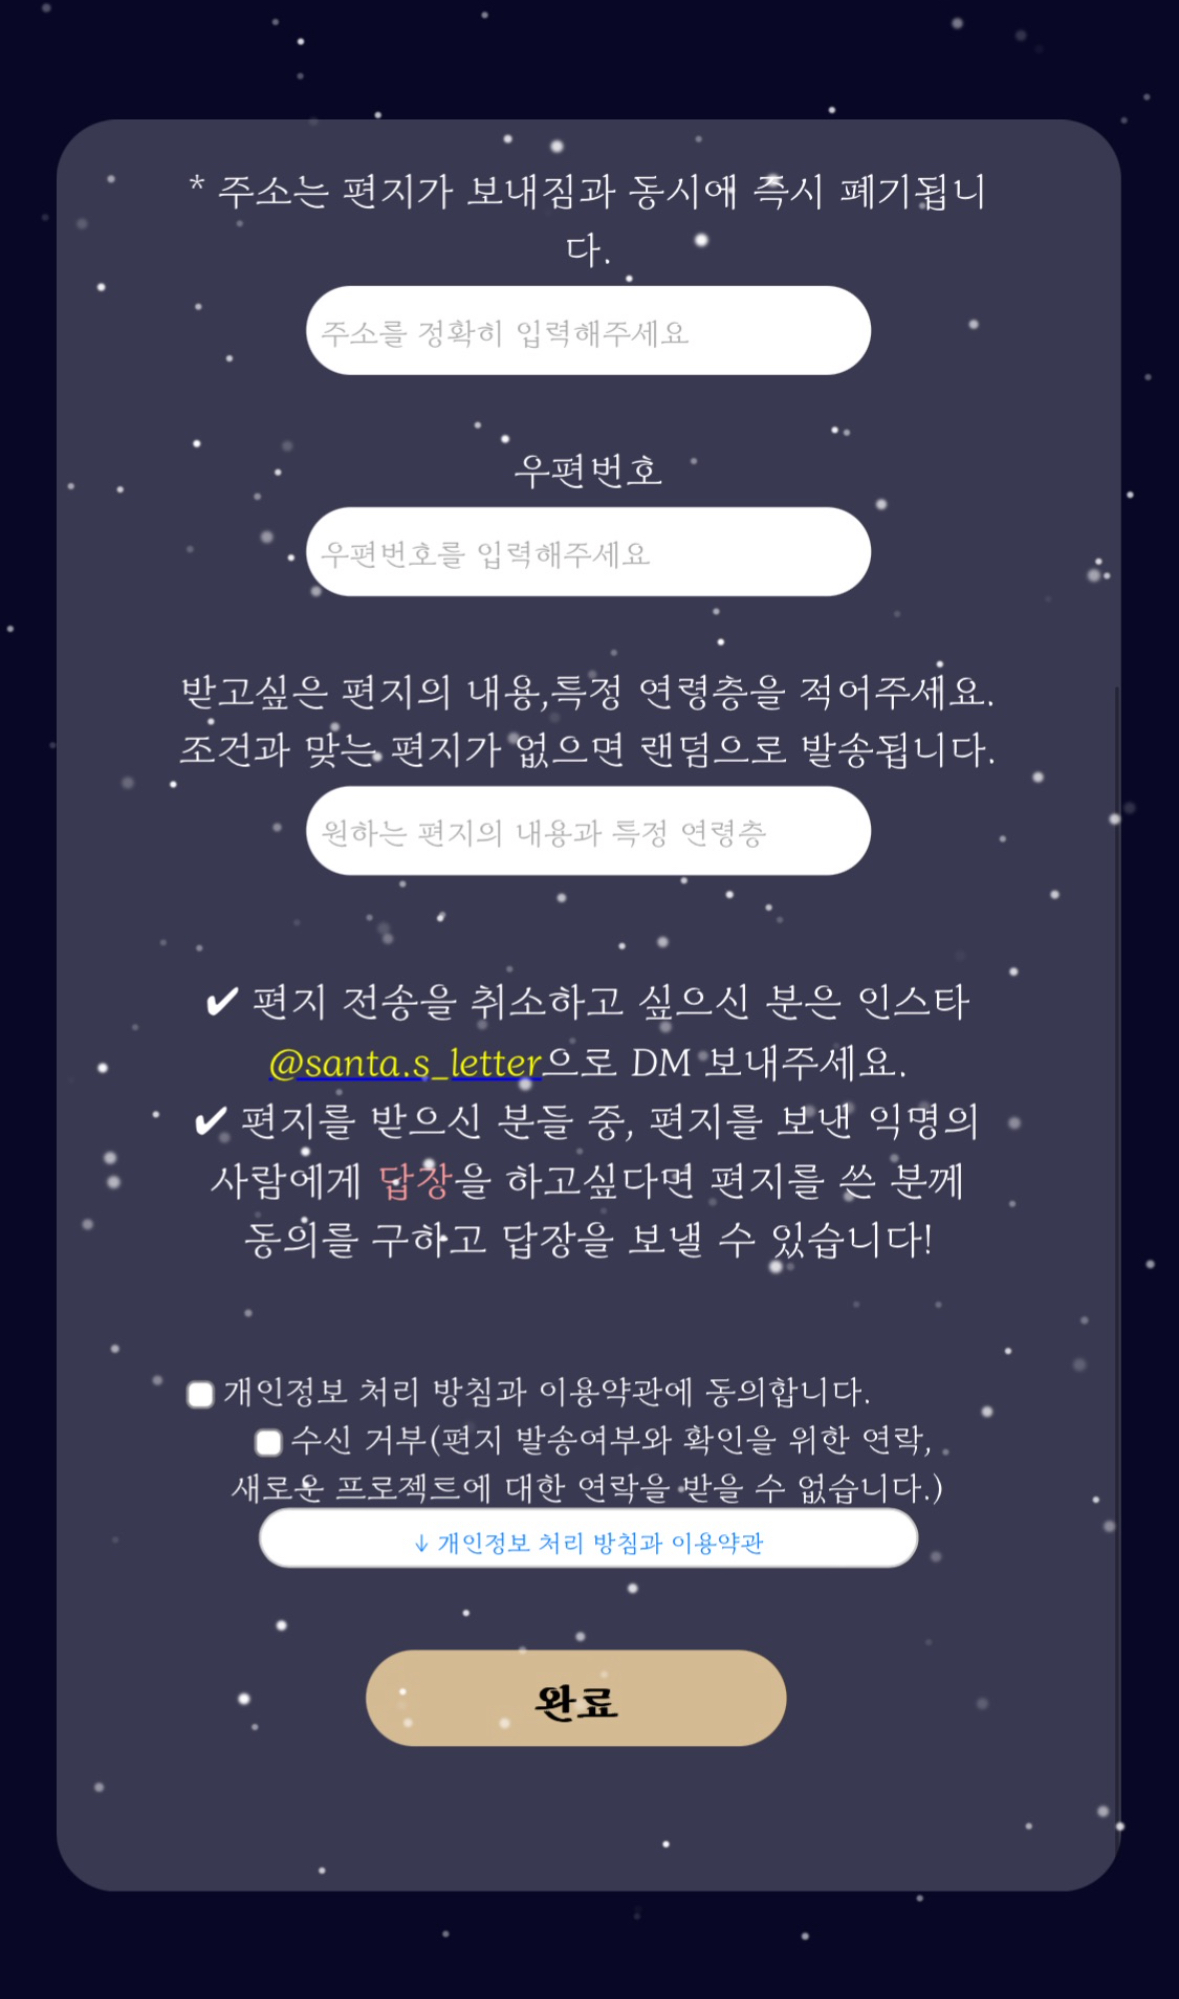 * 주소는 편지가 보내짐과 동시에 즉시 폐기됩니
다.
주소를 정확히 입력해주세요
우편번호
우편번호를 입력해주세요
받고싶은 편지의 내용,특정 연령층을 적어주세요.
조건과 맞는 편지가 없으면 랜덤으로 발송됩니다.
원하는 편지의 내용과 특정 연령층
✔ 편지 전송을 취소하고 싶으신 분은 인스타
@santa.s_letter으로 DM 보내주세요.
✔ 편지를 받으신 분들 중, 편지를 보낸 익명의
사람에게 답장을 하고싶다면 편지를 쓴 분께
동의를 구하고 답장을 보낼 수 있습니다!
개인정보 처리 방침과 이용약관에 동의합니다.
수신 거부(편지 발송여부와 확인을 위한 연락,
새로운 프로젝트에 대한 연락을 받을 수 없습니다.)
↓ 개인정보 처리 방침과 이용약관
완료